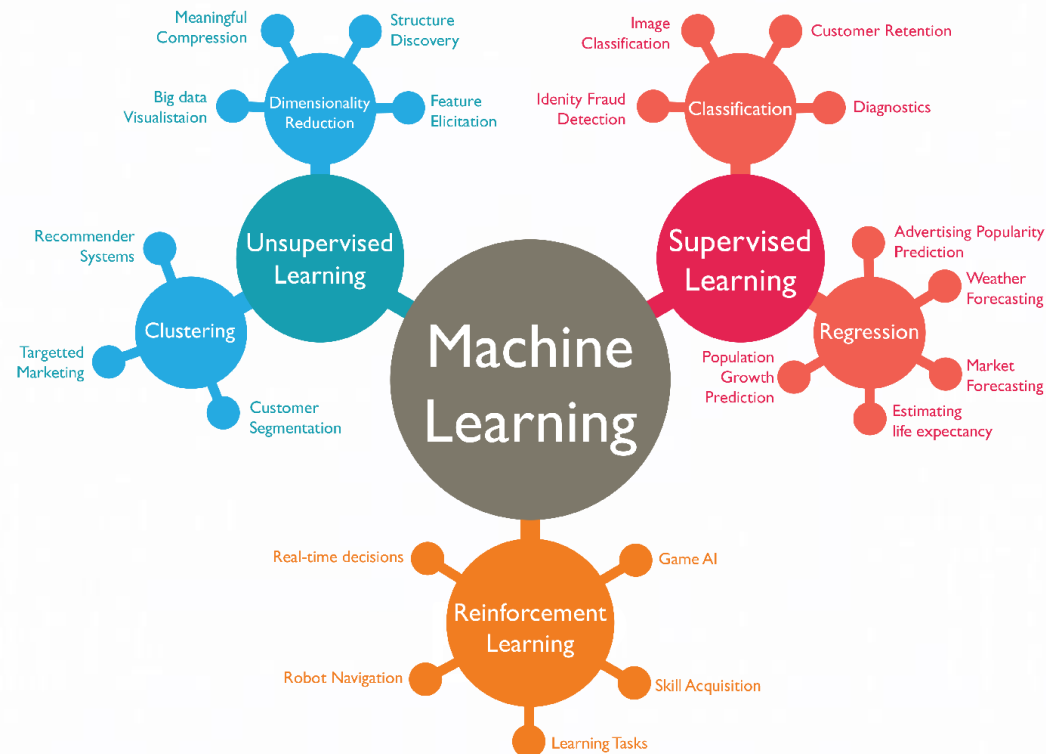 Meaningful
Compression
Structure
Discovery
Big data
Visualistaion
Dimensionality
Reduction
Feature
Elicitation
Image
Classification
Customer Retention
Idenity Fraud
Detection
Classification
Diagnostics
Recommender
Systems
Unsupervised
Learning
Clustering
Targetted
Marketing
Customer
Segmentation
Machine
Learning
Supervised
Learning
Advertising Popularity
Prediction
Weather
Forecasting
Regression
Population
Growth
Prediction
Market
Forecasting
Estimating
life expectancy
Real-time decisions
Game AI
Reinforcement
Learning
Robot Navigation
Skill Acquisition
Learning Tasks